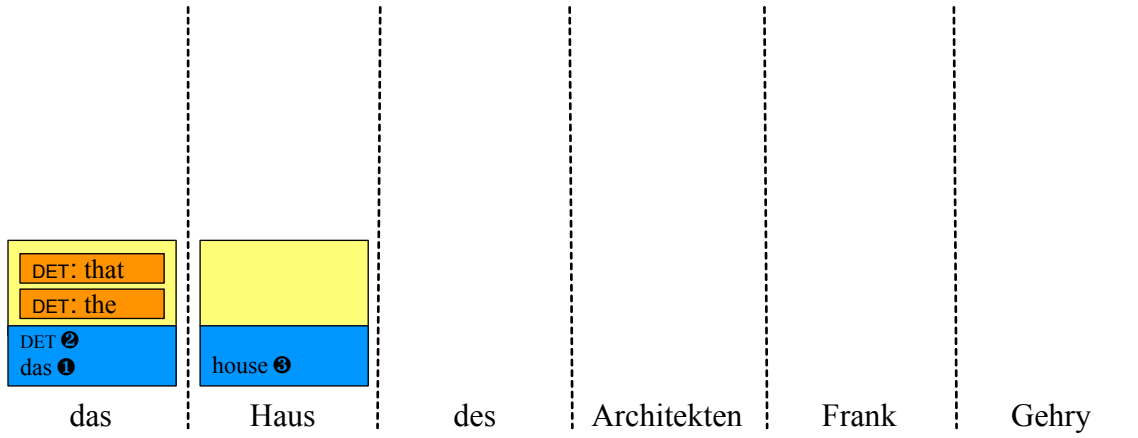 DET: that
DET: the
DET ❷
das ❶
house ❸
das Haus des Architekten Frank Gehry